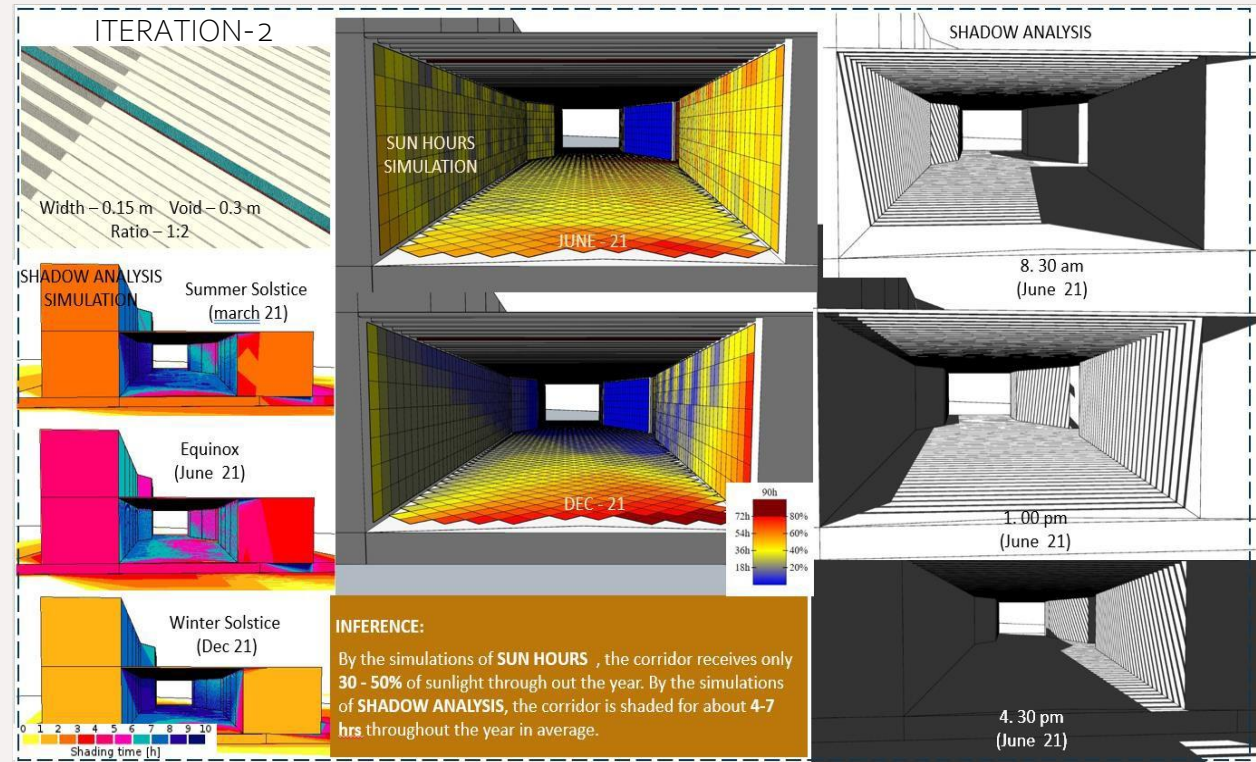 ITERATION-2
Width – 0.15 m Void – 0.3 m
Ratio – 1:2
SHADOW ANALYSIS
SIMULATION
Summer Solstice
(march 21)
Equinox
(June 21)
Winter Solstice
(Dec 21)
0 1 2 3 4 5 6 7 8 9 10
Shading time [h]
SUN HOURS
SIMULATION
JUNE - 21
DEC - 21
90h
72h 80%
54h 60%
36h 40%
18h 20%
INFERENCE:
By the simulations of SUN HOURS , the corridor receives only
30 - 50% of sunlight through out the year. By the simulations
of SHADOW ANALYSIS, the corridor is shaded for about 4-7
hrs throughout the year in average.
SHADOW ANALYSIS
8. 30 am
(June 21)
1. 00 pm
(June 21)
4. 30 pm
(June 21)